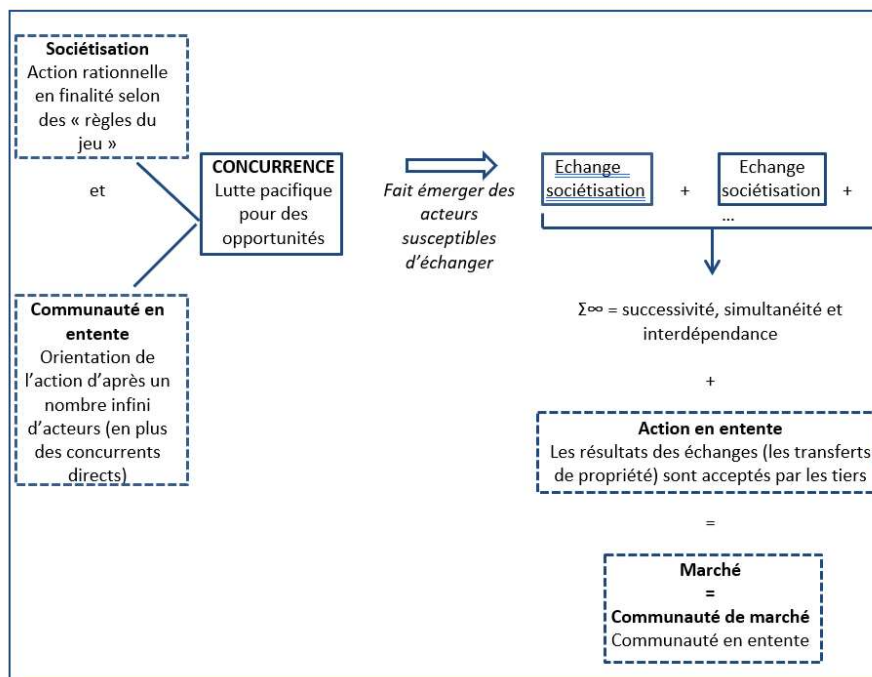 Sociétisation
Action rationnelle
en finalité selon
des « règles du
jeu »
et
Communauté en
entente
Orientation de
l'action d'après un
nombre infini
d'acteurs (en plus
des concurrents
directs)
CONCURRENCE
Lutte pacifique
pour des
opportunités
Fait émerger des
acteurs
susceptibles
d'échanger
Echange
sociétisation
+
Echange
sociétisation
+
...
Σ∞ = successivité, simultanéité et
interdépendance
+
Action en entente
Les résultats des échanges (les transferts
de propriété) sont acceptés par les tiers
=
Marché
=
Communauté de marché
Communauté en entente